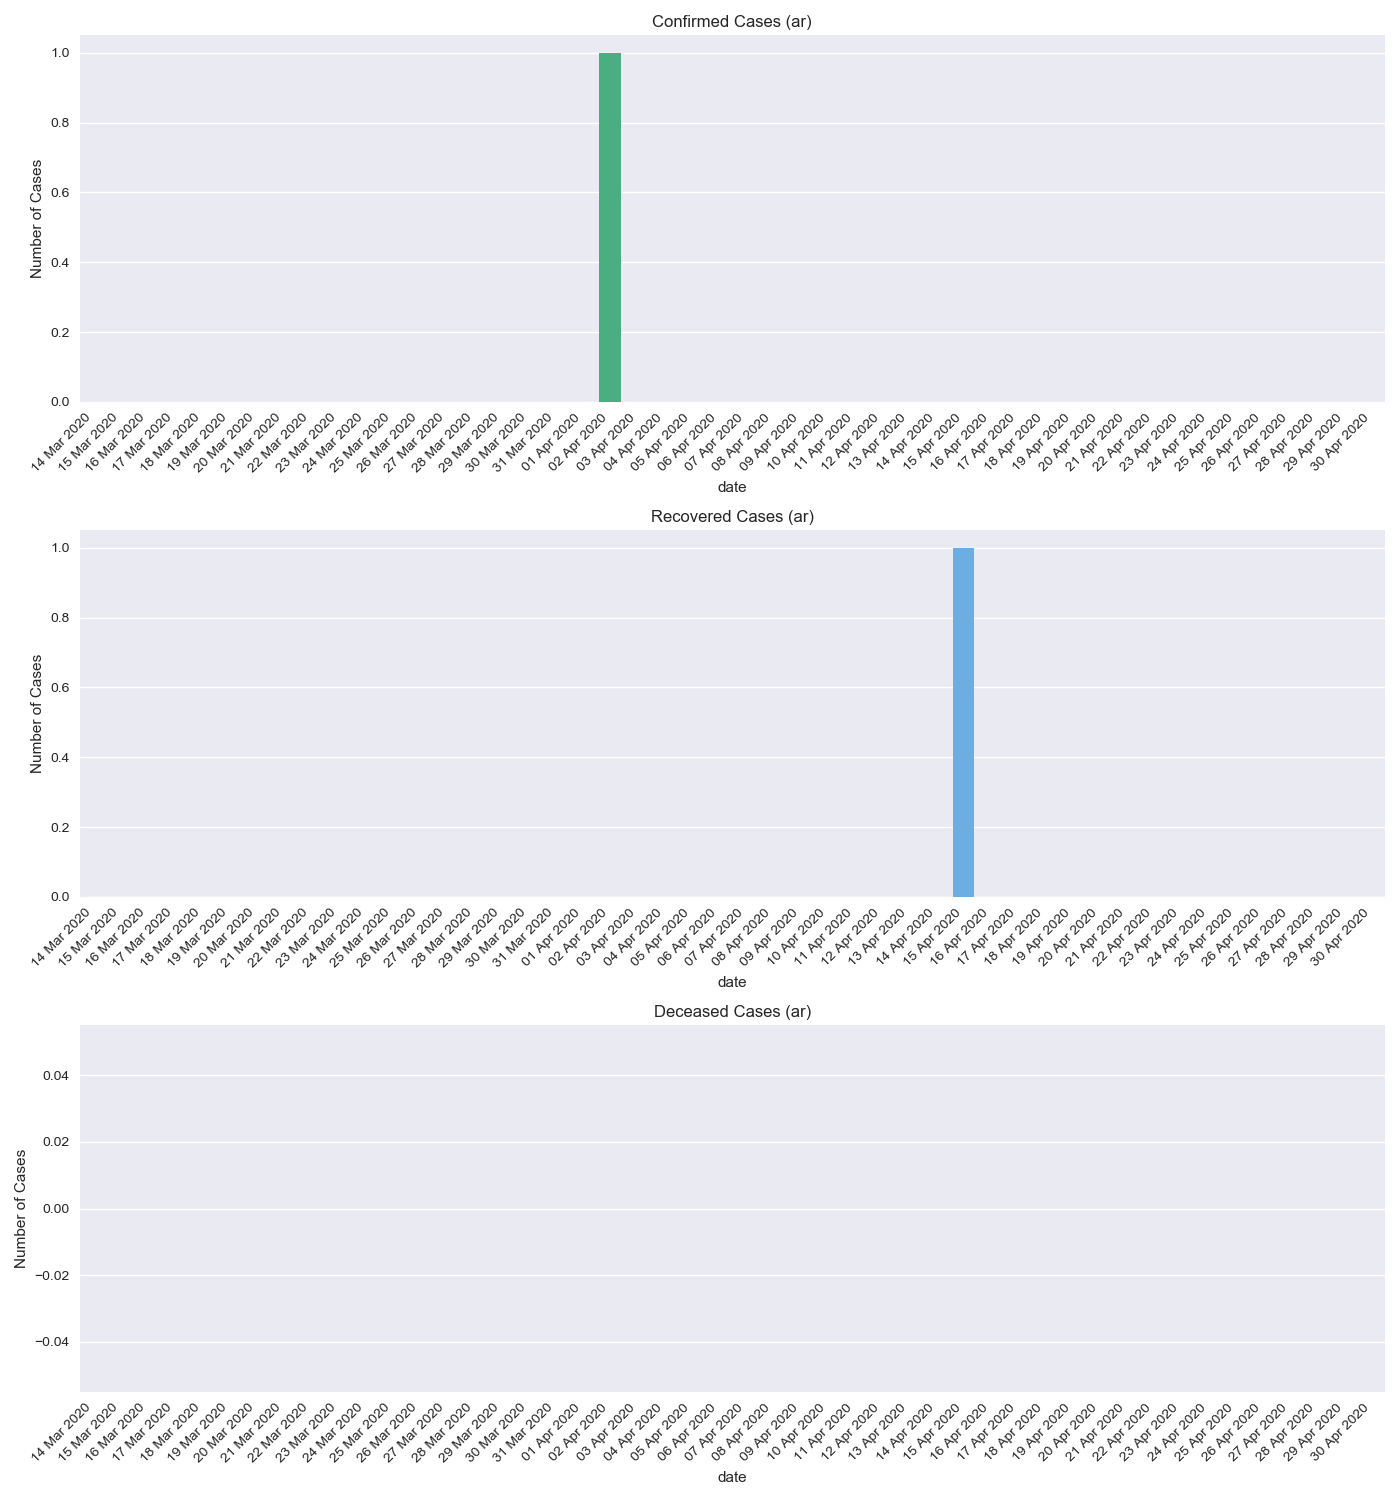 Confirmed Cases (ar)
1.0
0.8
0.6
0.4
0.2
0.0
Number of Cases
14 Mar 2020
15 Mar 2020
16 Mar 2020
17 Mar 2020
18 Mar 2020
19 Mar 2020
20 Mar 2020
21 Mar 2020
22 Mar 2020
23 Mar 2020
24 Mar 2020
25 Mar 2020
26 Mar 2020
27 Mar 2020
28 Mar 2020
29 Mar 2020
30 Mar 2020
31 Mar 2020
01 Apr 2020
02 Apr 2020
03 Apr 2020
04 Apr 2020
05 Apr 2020
06 Apr 2020
07 Apr 2020
08 Apr 2020
09 Apr 2020
10 Apr 2020
11 Apr 2020
12 Apr 2020
13 Apr 2020
14 Apr 2020
15 Apr 2020
16 Apr 2020
17 Apr 2020
18 Apr 2020
19 Apr 2020
20 Apr 2020
21 Apr 2020
22 Apr 2020
23 Apr 2020
24 Apr 2020
25 Apr 2020
26 Apr 2020
27 Apr 2020
28 Apr 2020
29 Apr 2020
30 Apr 2020
date
Recovered Cases (ar)
1.0
0.8
0.6
0.4
0.2
0.0
Number of Cases
14 Mar 2020
15 Mar 2020
16 Mar 2020
17 Mar 2020
18 Mar 2020
19 Mar 2020
20 Mar 2020
21 Mar 2020
22 Mar 2020
23 Mar 2020
24 Mar 2020
25 Mar 2020
26 Mar 2020
27 Mar 2020
28 Mar 2020
29 Mar 2020
30 Mar 2020
31 Mar 2020
01 Apr 2020
02 Apr 2020
03 Apr 2020
04 Apr 2020
05 Apr 2020
06 Apr 2020
07 Apr 2020
08 Apr 2020
09 Apr 2020
10 Apr 2020
11 Apr 2020
12 Apr 2020
13 Apr 2020
14 Apr 2020
15 Apr 2020
16 Apr 2020
17 Apr 2020
18 Apr 2020
19 Apr 2020
20 Apr 2020
21 Apr 2020
22 Apr 2020
23 Apr 2020
24 Apr 2020
25 Apr 2020
26 Apr 2020
27 Apr 2020
28 Apr 2020
29 Apr 2020
30 Apr 2020
date
Deceased Cases (ar)
0.04
0.02
0.00
−0.02
−0.04
Number of Cases
14 Mar 2020
15 Mar 2020
16 Mar 2020
17 Mar 2020
18 Mar 2020
19 Mar 2020
20 Mar 2020
21 Mar 2020
22 Mar 2020
23 Mar 2020
24 Mar 2020
25 Mar 2020
26 Mar 2020
27 Mar 2020
28 Mar 2020
29 Mar 2020
30 Mar 2020
31 Mar 2020
01 Apr 2020
02 Apr 2020
03 Apr 2020
04 Apr 2020
05 Apr 2020
06 Apr 2020
07 Apr 2020
08 Apr 2020
09 Apr 2020
10 Apr 2020
11 Apr 2020
12 Apr 2020
13 Apr 2020
14 Apr 2020
15 Apr 2020
16 Apr 2020
17 Apr 2020
18 Apr 2020
19 Apr 2020
20 Apr 2020
21 Apr 2020
22 Apr 2020
23 Apr 2020
24 Apr 2020
25 Apr 2020
26 Apr 2020
27 Apr 2020
28 Apr 2020
29 Apr 2020
30 Apr 2020
date